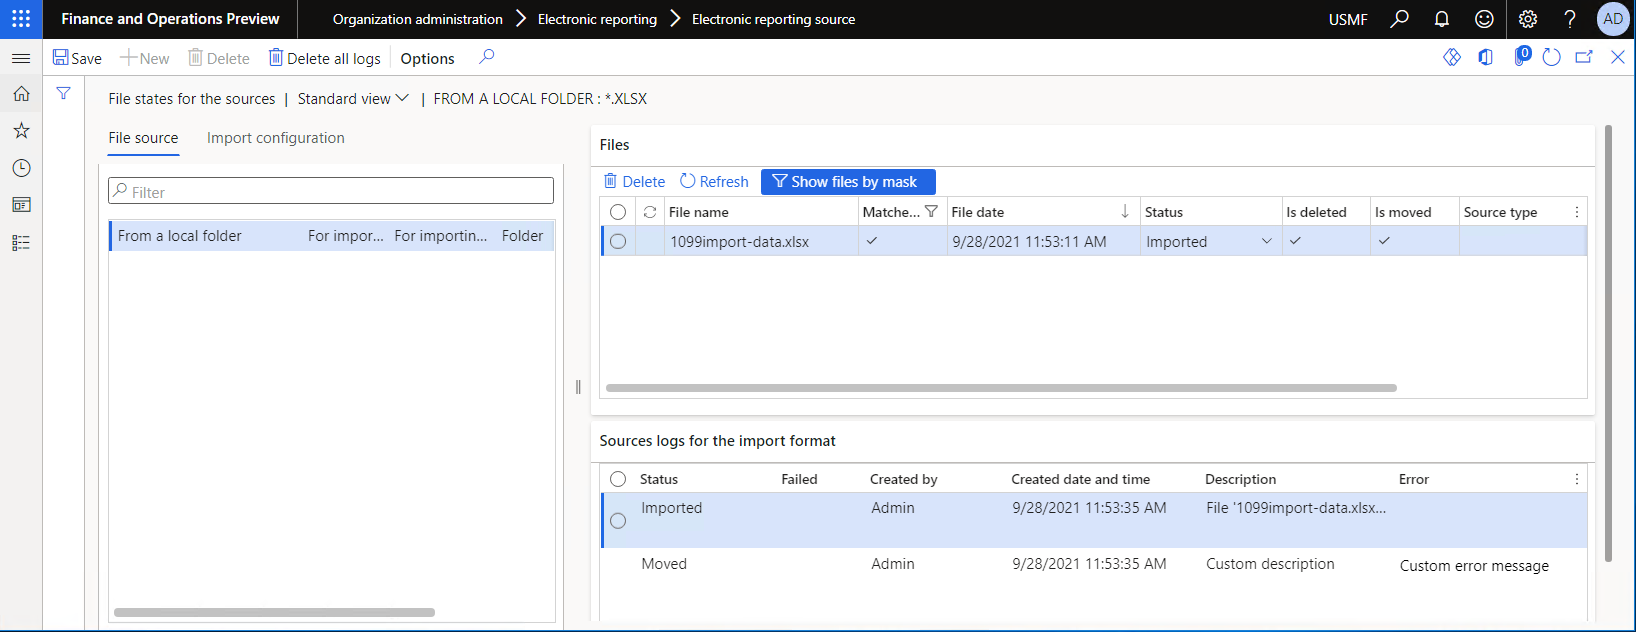 Finance and Operations Preview
Organization administration
Electronic reporting
Electronic reporting source
USMF
AD
Save
New
Delete
Delete all logs
Options
0
File states for the sources | Standard view | FROM A LOCAL FOLDER : *.XLSX
File source
Import configuration
Filter
From a local folder
For impor...
For importin...
Folder
Files
Delete
Refresh
Show files by mask
File name
Matche...
File date
Status
Is deleted
Is moved
Source type
1099import-data.xlsx
9/28/2021 11:53:11 AM
Imported
Sources logs for the import format
Status
Failed
Created by
Created date and time
Description
Error
Imported
Admin
9/28/2021 11:53:35 AM
File '1099import-data.xlsx...
Moved
Admin
9/28/2021 11:53:35 AM
Custom description
Custom error message